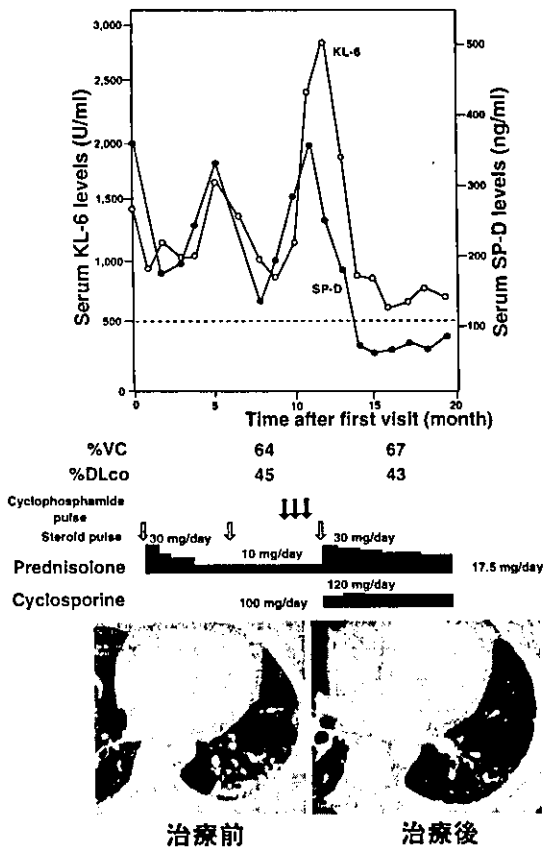 Serum KL-6 levels (U/ml)
3,000
2,500
2,000
1,500
1,000
500
0
KL-6
SP-D
500
400
300
200
100
Serum SP-D levels (ng/ml)
0 5 10 15 20
Time after first visit (month)
%VC 64 67
%DLco 45 43
Cyclophosphamide
pulse
Steroid pulse 30 mg/day 30 mg/day
Prednisolone 10 mg/day 17.5 mg/day
120 mg/day
Cyclosporine 100 mg/day
治療前 治療後